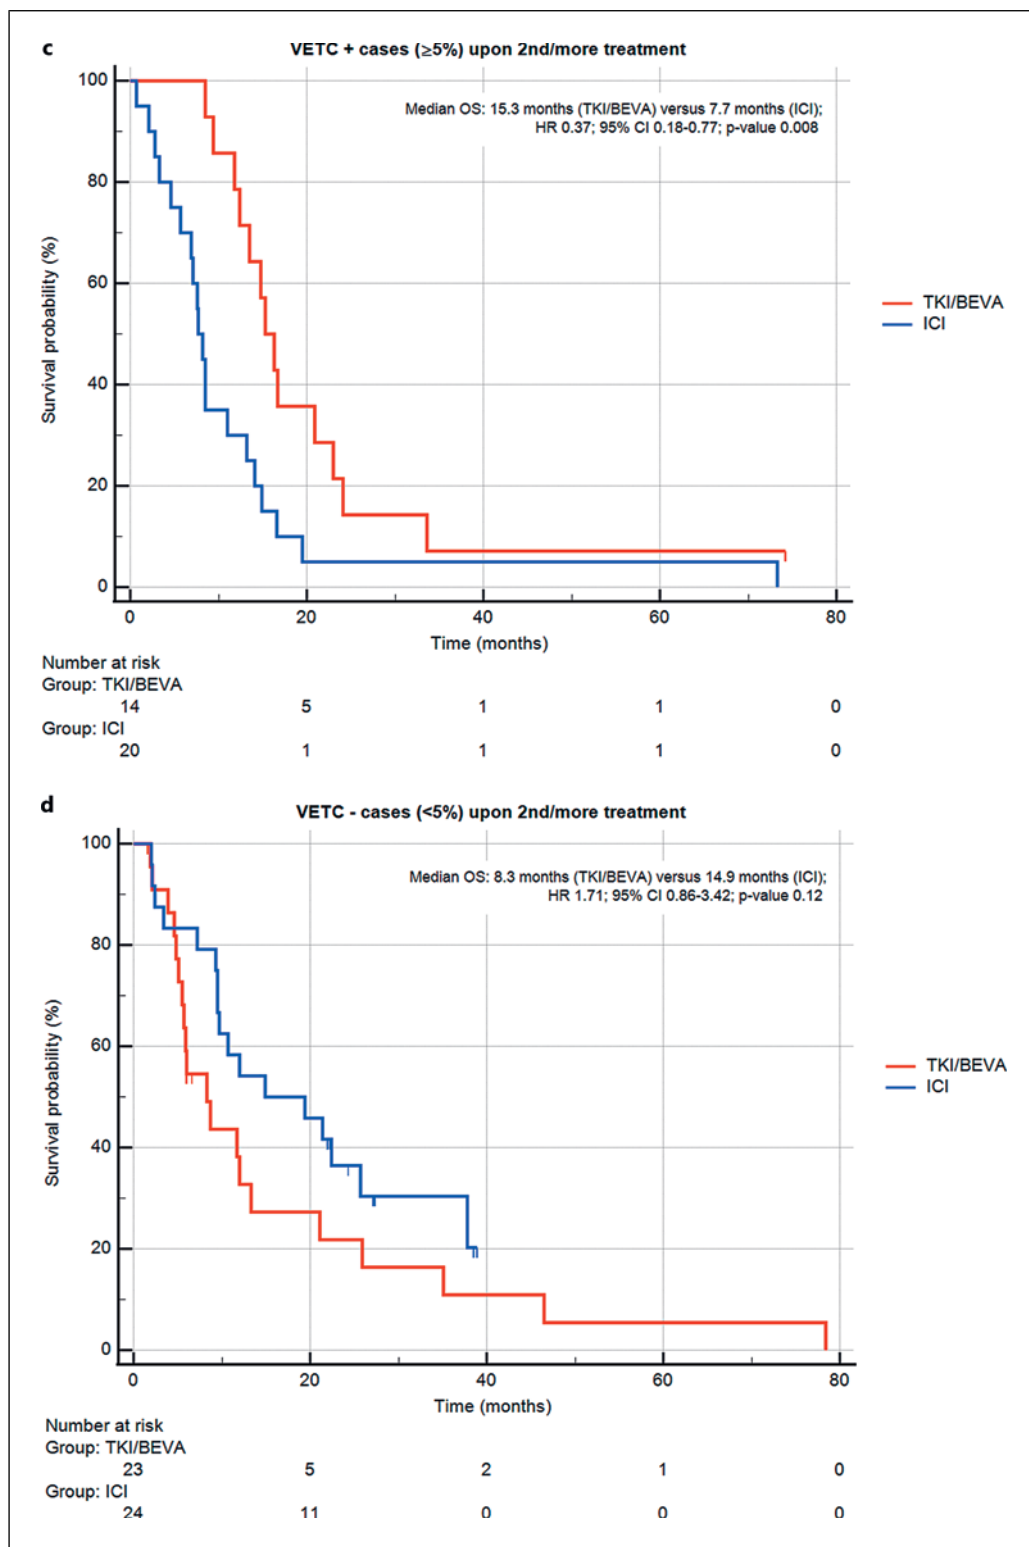 c
VETC + cases (≥5%) upon 2nd/more treatment
Median OS: 15.3 months (TKI/BEVA) versus 7.7 months (ICI);
HR 0.37; 95% CI 0.18-0.77; p-value 0.008
100
80
60
40
20
0
Survival probability (%)
TKI/BEVA
ICI
0 20 40 60 80
Time (months)
Number at risk
Group: TKI/BEVA
14 5 1 1 0
Group: ICI
20 1 1 1 0
d
VETC - cases (<5%) upon 2nd/more treatment
Median OS: 8.3 months (TKI/BEVA) versus 14.9 months (ICI);
HR 1.71; 95% CI 0.86-3.42; p-value 0.12
100
80
60
40
20
0
Survival probability (%)
TKI/BEVA
ICI
0 20 40 60 80
Time (months)
Number at risk
Group: TKI/BEVA
23 5 2 1 0
Group: ICI
24 11 0 0 0